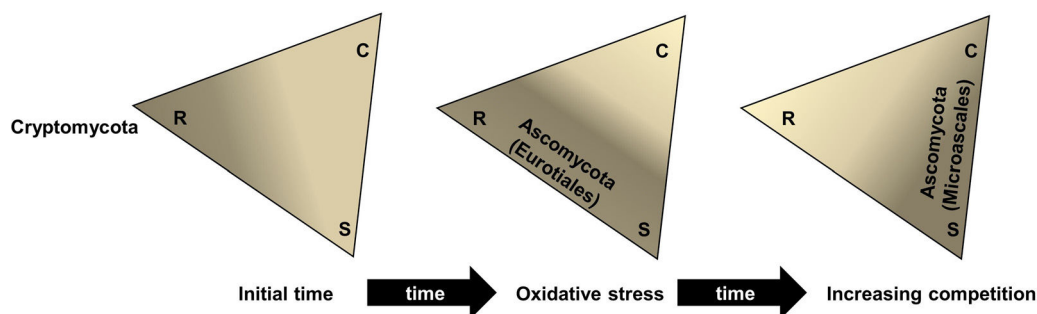 C
R
Cryptomycota
S
C
R
Ascomycota
(Eurotiales)
S
C
R
Ascomycota
(Microascales)
S
Initial time
time
Oxidative stress
time
Increasing competition